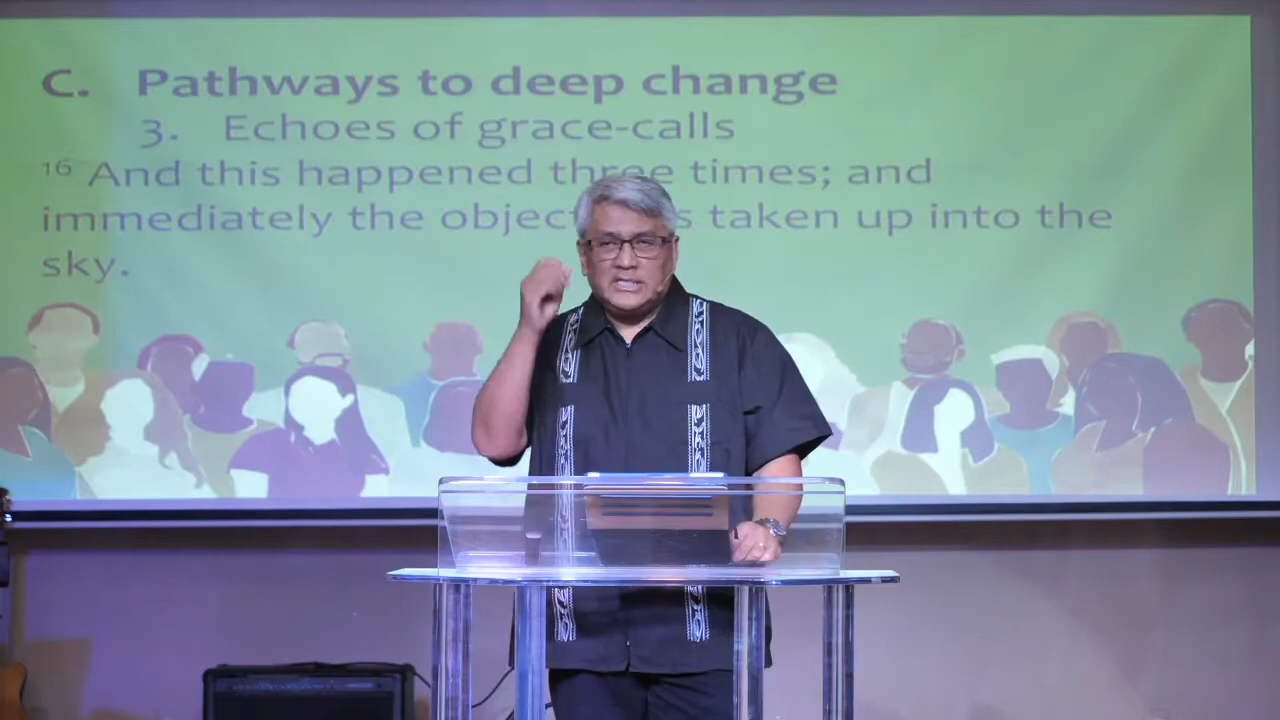 C. Pathways to deep change
3. Echoes of grace-calls
16 And this happened three times; and
immediately the object taken up into the
sky.